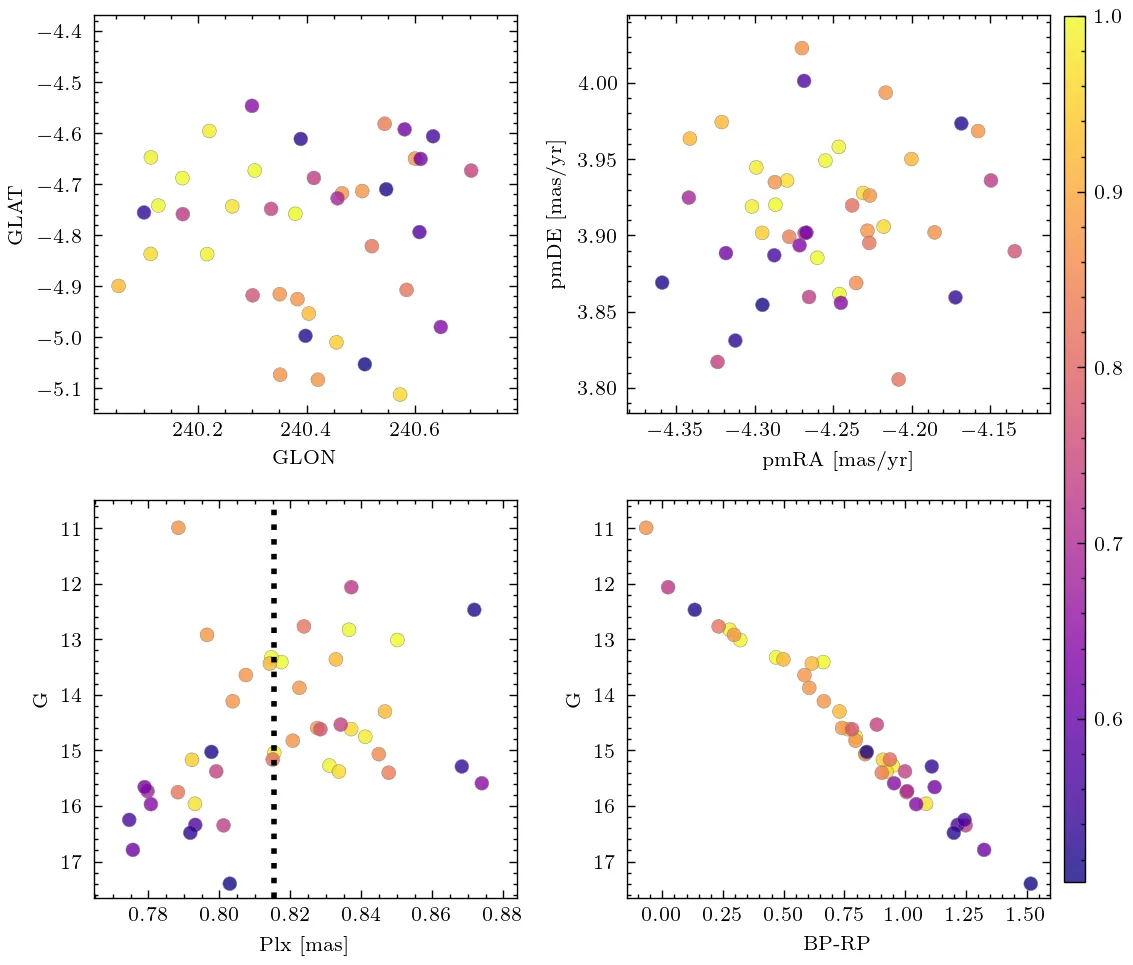 −4.4
−4.5
−4.6
−4.7
−4.8
−4.9
−5.0
−5.1
GLAT
240.2 240.4 240.6
GLON
4.00
3.95
3.90
3.85
3.80
pmDE [mas/yr]
−4.35 −4.30 −4.25 −4.20 −4.15
pmRA [mas/yr]
1.0
0.9
0.8
0.7
0.6
11
12
13
14
15
16
17
G
0.78 0.80 0.82 0.84 0.86 0.88
Plx [mas]
11
12
13
14
15
16
17
G
0.00 0.25 0.50 0.75 1.00 1.25 1.50
BP-RP